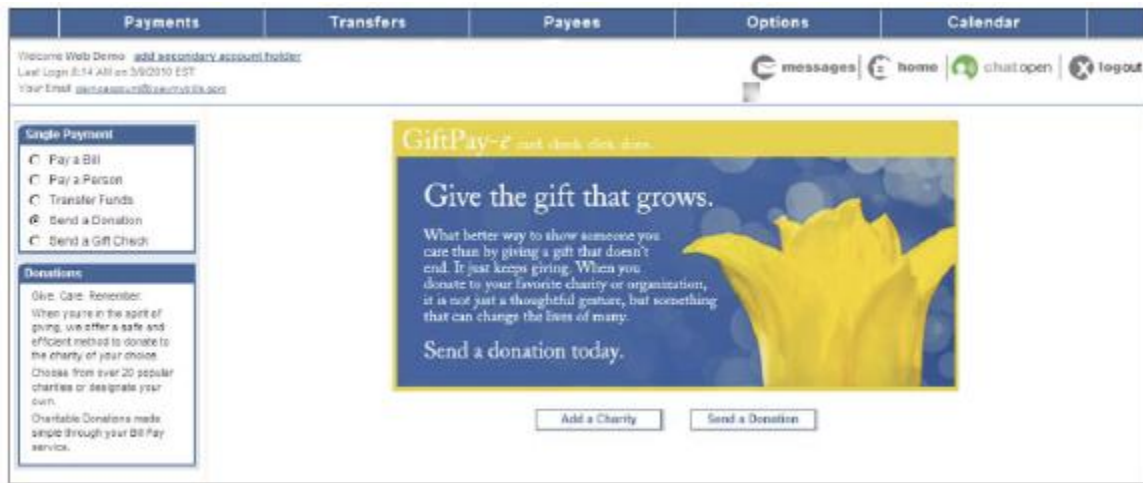 Payments Transfers Payees Options Calendar
Welcome Web Demo add secondary account holder
Last Login 8:14 AM on 3/9/2010 EST
Your Email
messages home chat open logout
Single Payment
Pay a Bill
Pay a Person
Transfer Funds
Send a Donation
Send a Gift Check
Donations
Give. Care. Remember.
When you're in the spirit of
giving, we offer a safe and
efficient method to donate to
the charity of your choice.
Choose from over 20 popular
charities or designate your
own.
Charitable Donations made
simple through your Bill Pay
service.
GiftPay-e card. check. click. done.
Give the gift that grows.
What better way to show someone you
care than by giving a gift that doesn't
end. It just keeps giving. When you
donate to your favorite charity or organization,
it is not just a thoughtful gesture, but something
that can change the lives of many.
Send a donation today.
Add a Charity Send a Donation